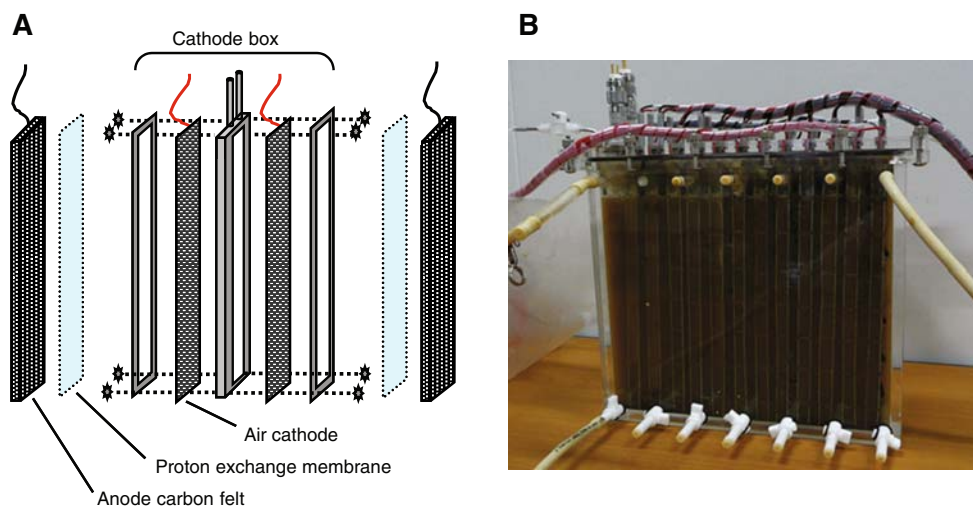 A
Cathode box
Air cathode
Proton exchange membrane
Anode carbon felt
B